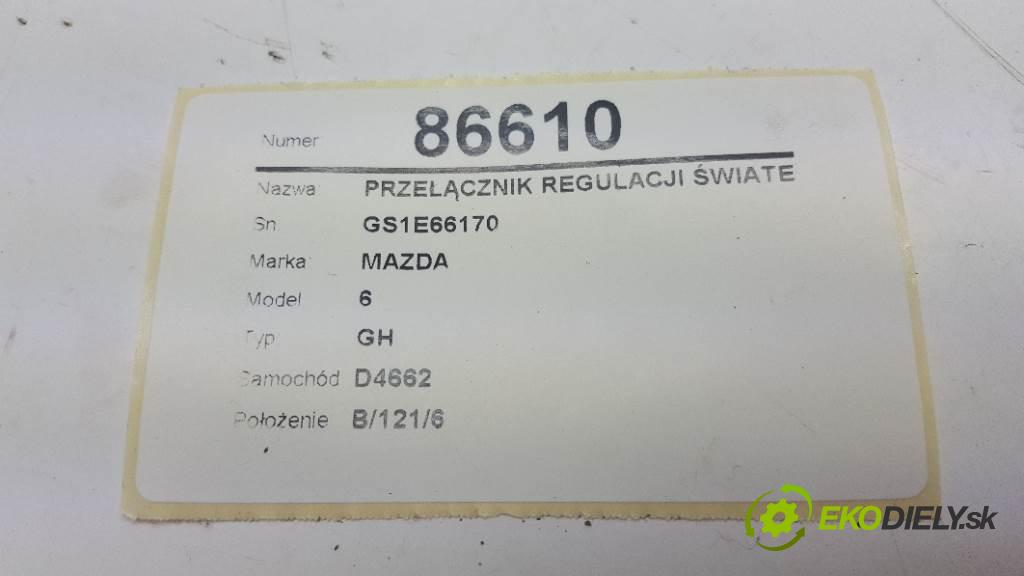 Numer 86610
Nazwa: PRZEŁĄCZNIK REGULACJI ŚWIATE
Sn: GS1E66170
Marka: MAZDA
Model: 6
Typ: GH
Samochód D4662
Położenie B/121/6
EKODIELY.sk